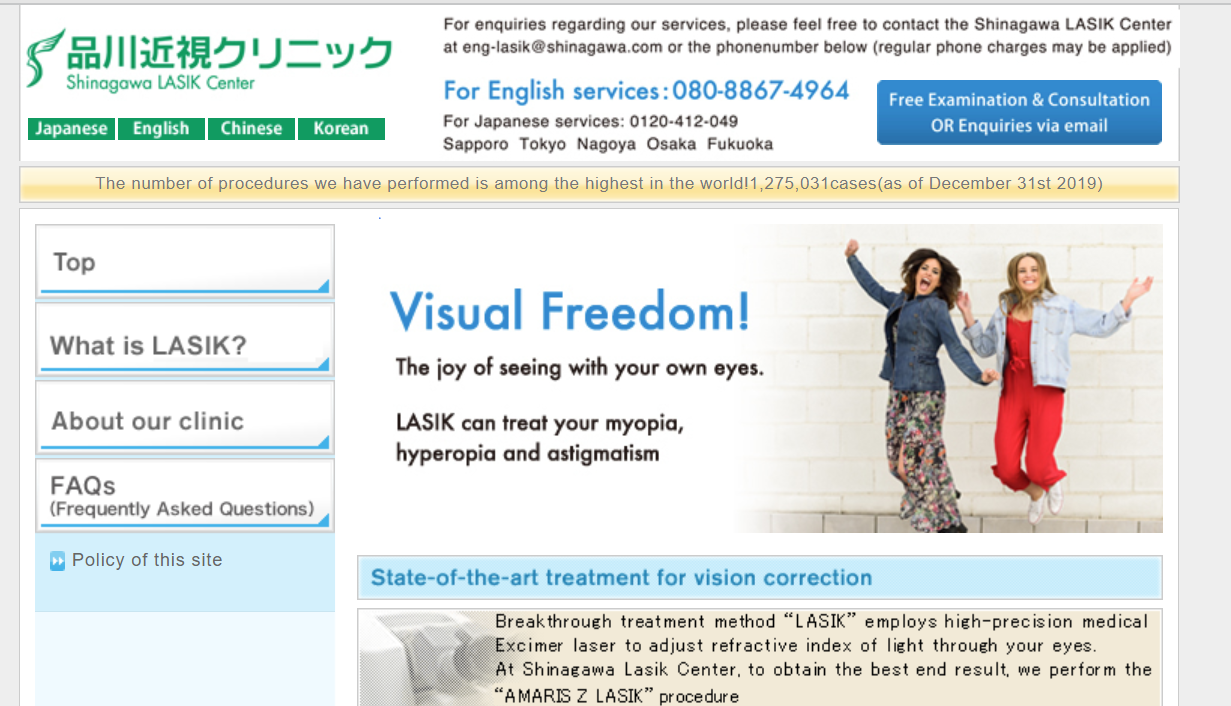 品川近視クリニック
Shinagawa LASIK Center
Japanese English Chinese Korean
For enquiries regarding our services, please feel free to contact the Shinagawa LASIK Center
at eng-lasik@shinagawa.com or the phonenumber below (regular phone charges may be applied)
For English services:080-8867-4964
For Japanese services: 0120-412-049
Sapporo Tokyo Nagoya Osaka Fukuoka
Free Examination & Consultation
OR Enquiries via email
The number of procedures we have performed is among the highest in the world!1,275,031cases(as of December 31st 2019)
Top
What is LASIK?
About our clinic
FAQs
(Frequently Asked Questions)
Policy of this site
Visual Freedom!
The joy of seeing with your own eyes.
LASIK can treat your myopia,
hyperopia and astigmatism
State-of-the-art treatment for vision correction
Breakthrough treatment method “LASIK” employs high-precision medical
Excimer laser to adjust refractive index of light through your eyes.
At Shinagawa Lasik Center, to obtain the best end result, we perform the
“AMARIS Z LASIK” procedure